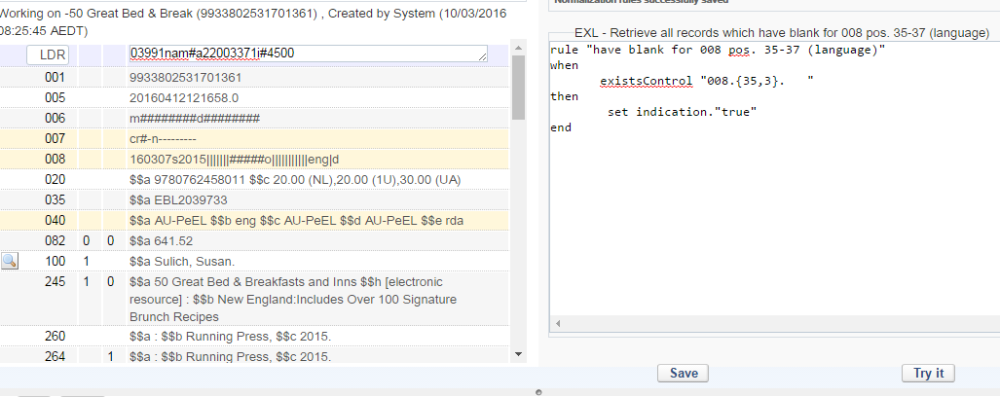 Working on -50 Great Bed & Break (9933802531701361) , Created by System (10/03/2016
08:25:45 AEDT)
LDR 03991nam#a22003371i#4500
001 9933802531701361
005 20160412121658.0
006 m########d########
007 cr#-n---------
008 160307s2015|||||||#####o|||||||||||eng|d
020 $$a 9780762458011 $$c 20.00 (NL),20.00 (1U),30.00 (UA)
035 $$a EBL2039733
040 $$a AU-PeEL $$b eng $$c AU-PeEL $$d AU-PeEL $$e rda
082 0 0 $$a 641.52
100 1 $$a Sulich, Susan.
245 1 0 $$a 50 Great Bed & Breakfasts and Inns $$h [electronic
resource] : $$b New England:Includes Over 100 Signature
Brunch Recipes
260 $$a : $$b Running Press, $$c 2015.
264 1 $$a : $$b Running Press, $$c 2015.
Normalization rules successfully saved
EXL - Retrieve all records which have blank for 008 pos. 35-37 (language)
rule "have blank for 008 pos. 35-37 (language)"
when
existsControl "008.{35,3}.   "
then
set indication."true"
end
Save
Try it